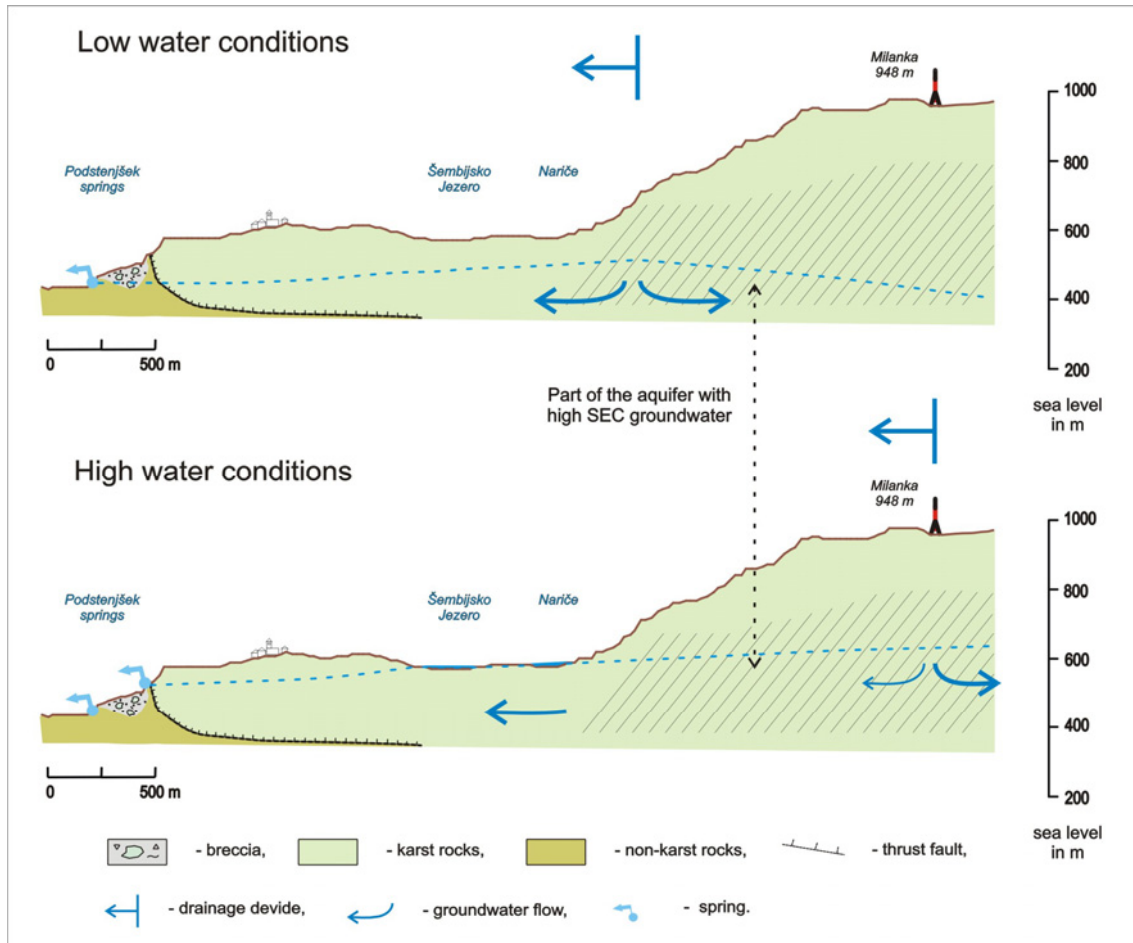 Low water conditions
Milanka
948 m
1000
800
600
400
200
sea level
in m
Podstenjšek
springs
Šembijsko
Jezero
Nariče
0
500 m
Part of the aquifer with
high SEC groundwater
High water conditions
Milanka
948 m
1000
800
600
400
200
sea level
in m
Podstenjšek
springs
Šembijsko
Jezero
Nariče
0
500 m
- breccia,
- karst rocks,
- non-karst rocks,
- thrust fault,
- drainage devide,
- groundwater flow,
- spring.